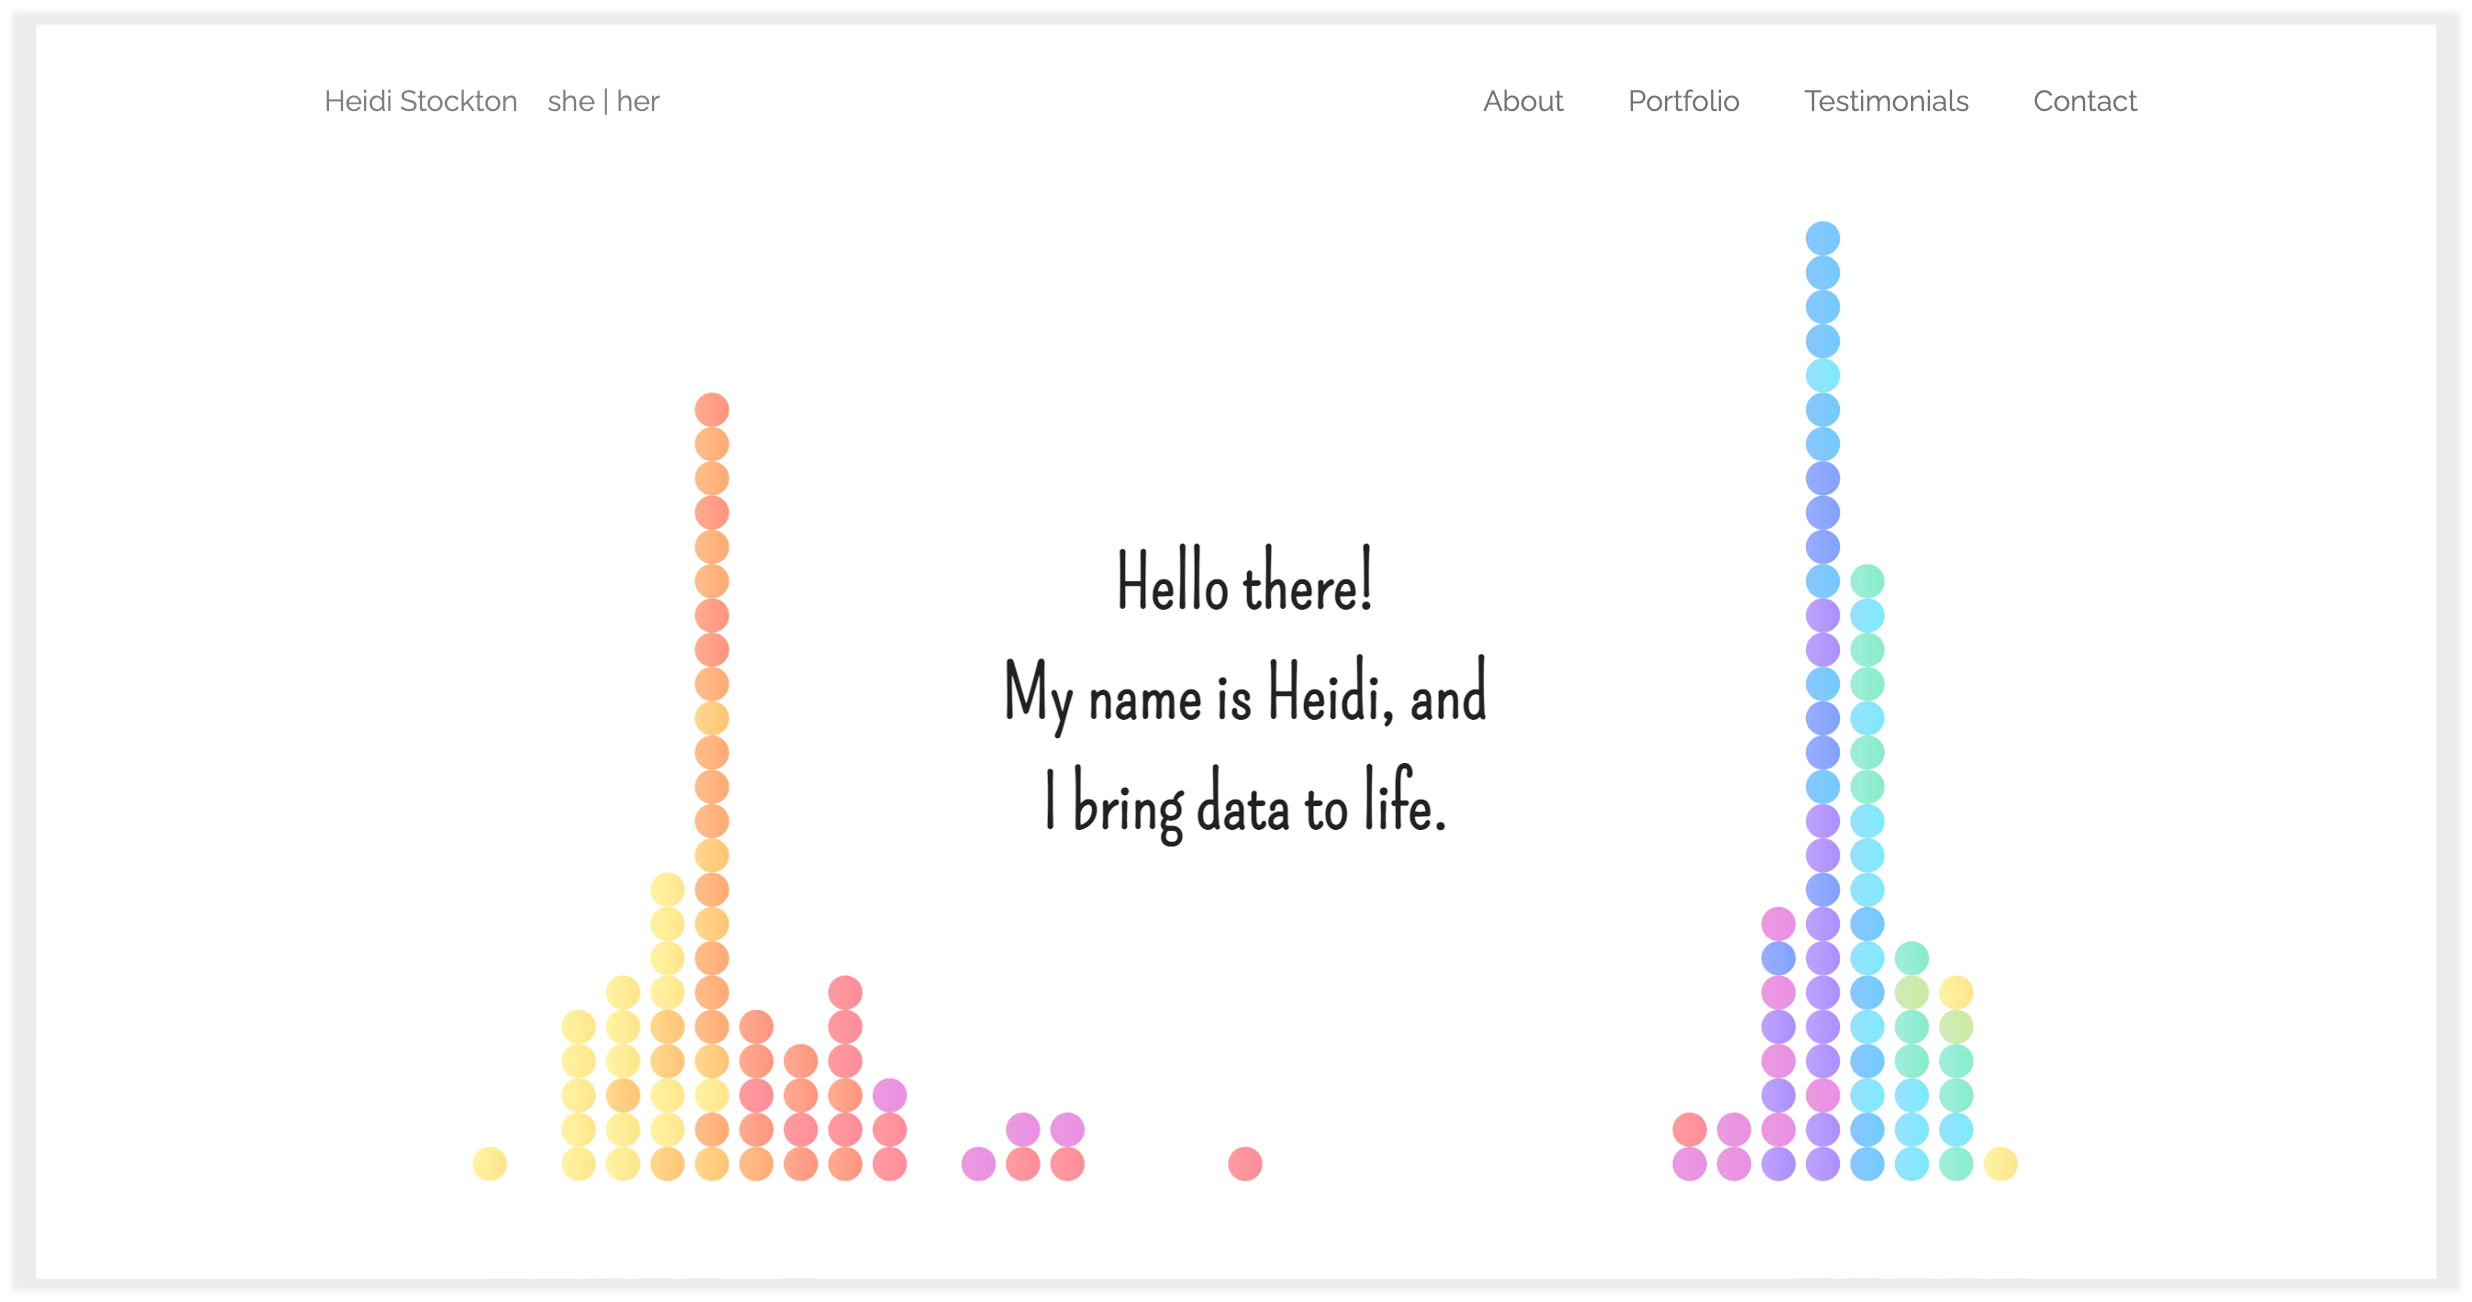 Heidi Stockton she | her About Portfolio Testimonials Contact
Hello there!
My name is Heidi, and
I bring data to life.